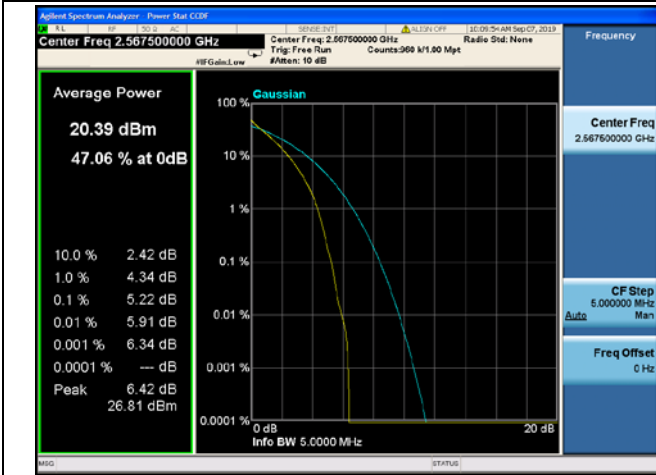 Agilent Spectrum Analyzer - Power Stat CCDF
RL RF 50 Ω AC SENSE:INT ALIGN OFF 10:09:54 AM Sep 07, 2019
Center Freq 2.567500000 GHz
Center Freq: 2.567500000 GHz Radio Std: None
Trig: Free Run Counts:960 k/1.00 Mpt
#IFGain:Low #Atten: 10 dB
Frequency
Average Power
20.39 dBm
47.06 % at 0dB
10.0 % 2.42 dB
1.0 % 4.34 dB
0.1 % 5.22 dB
0.01 % 5.91 dB
0.001 % 6.34 dB
0.0001 % --- dB
Peak 6.42 dB
26.81 dBm
Gaussian
100 %
10 %
1 %
0.1 %
0.01 %
0.001 %
0.0001 %
0 dB 20 dB
Info BW 5.0000 MHz
Center Freq
2.567500000 GHz
CF Step
5.000000 MHz
Auto Man
Freq Offset
0 Hz
MSG STATUS